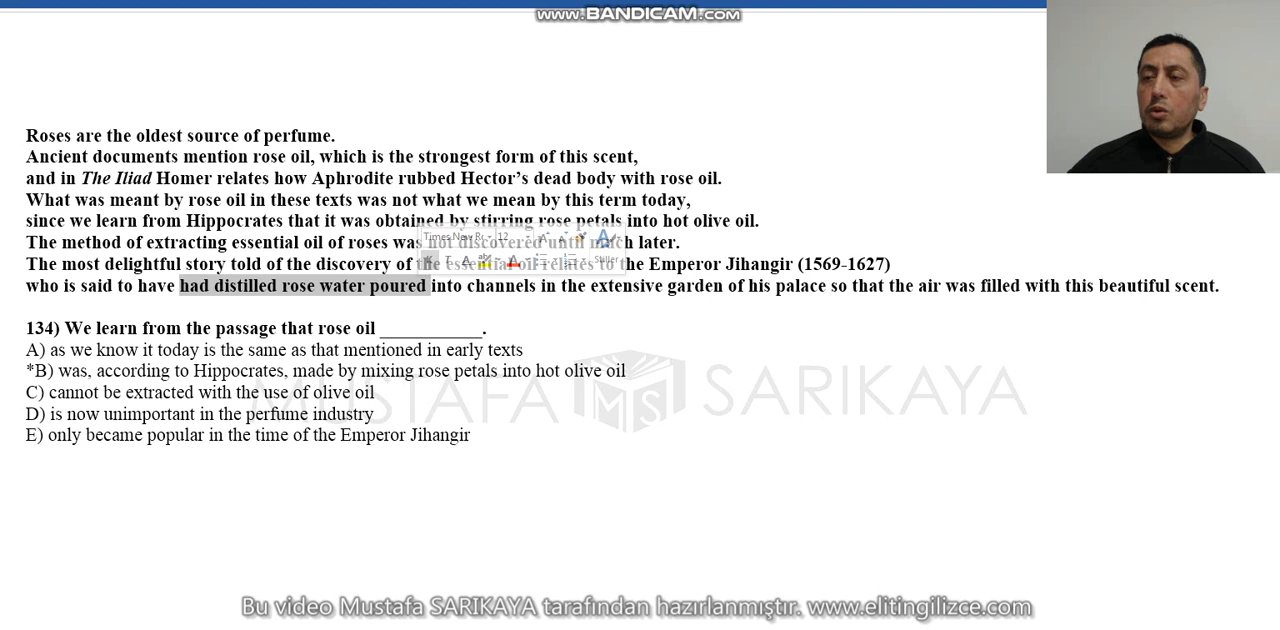 www.BANDICAM.com
Roses are the oldest source of perfume.
Ancient documents mention rose oil, which is the strongest form of this scent,
and in The Iliad Homer relates how Aphrodite rubbed Hector's dead body with rose oil.
What was meant by rose oil in these texts was not what we mean by this term today,
since we learn from Hippocrates that it was obtained by stirring rose petals into hot olive oil.
The method of extracting essential oil of roses was not discovered until much later.
Times New R 12
The most delightful story told of the discovery of the essential oil relates to the Emperor Jihangir (1569-1627)
Stiller
who is said to have had distilled rose water poured into channels in the extensive garden of his palace so that the air was filled with this beautiful scent.
134) We learn from the passage that rose oil ___________.
A) as we know it today is the same as that mentioned in early texts
*B) was, according to Hippocrates, made by mixing rose petals into hot olive oil
C) cannot be extracted with the use of olive oil
D) is now unimportant in the perfume industry
E) only became popular in the time of the Emperor Jihangir
MUSTAFA MS SARIKAYA
Bu video Mustafa SARIKAYA tarafından hazırlanmıştır. www.elitingilizce.com